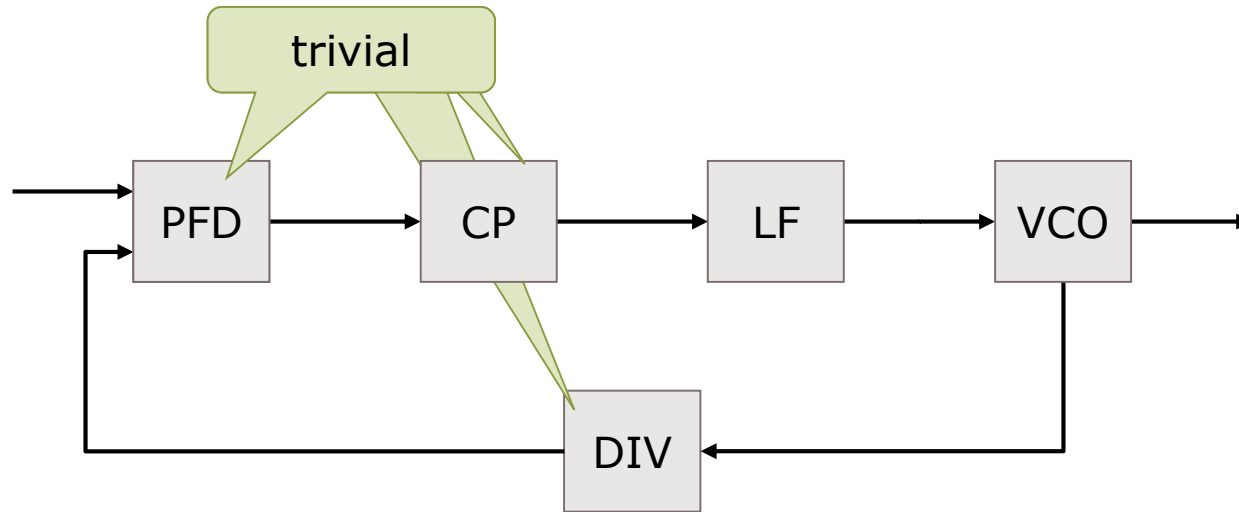 trivial
PFD
CP
LF
VCO
DIV